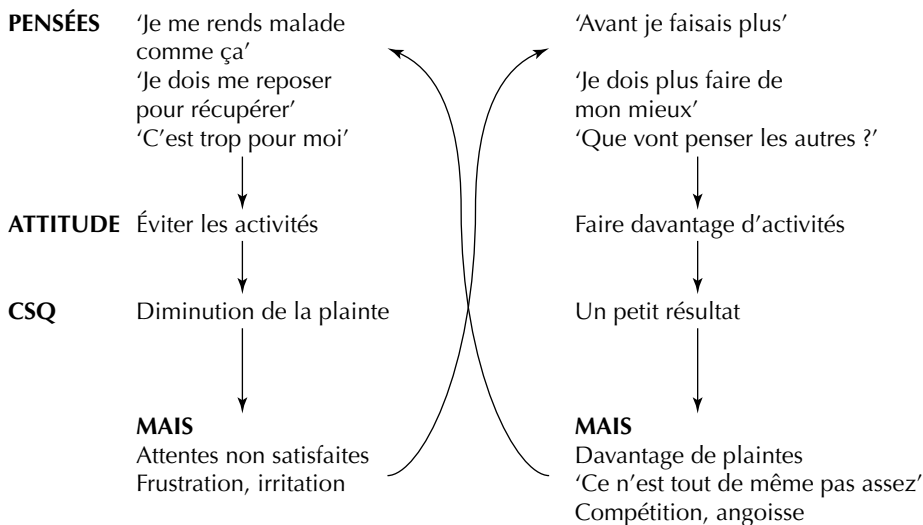 PENSÉES
‘Je me rends malade
comme ça’
‘Je dois me reposer
pour récupérer’
‘C’est trop pour moi’
‘Avant je faisais plus’
‘Je dois plus faire de
mon mieux’
‘Que vont penser les autres ?’
ATTITUDE
Éviter les activités
Faire davantage d’activités
CSQ
Diminution de la plainte
Un petit résultat
MAIS
Attentes non satisfaites
Frustration, irritation
MAIS
Davantage de plaintes
‘Ce n’est tout de même pas assez’
Compétition, angoisse